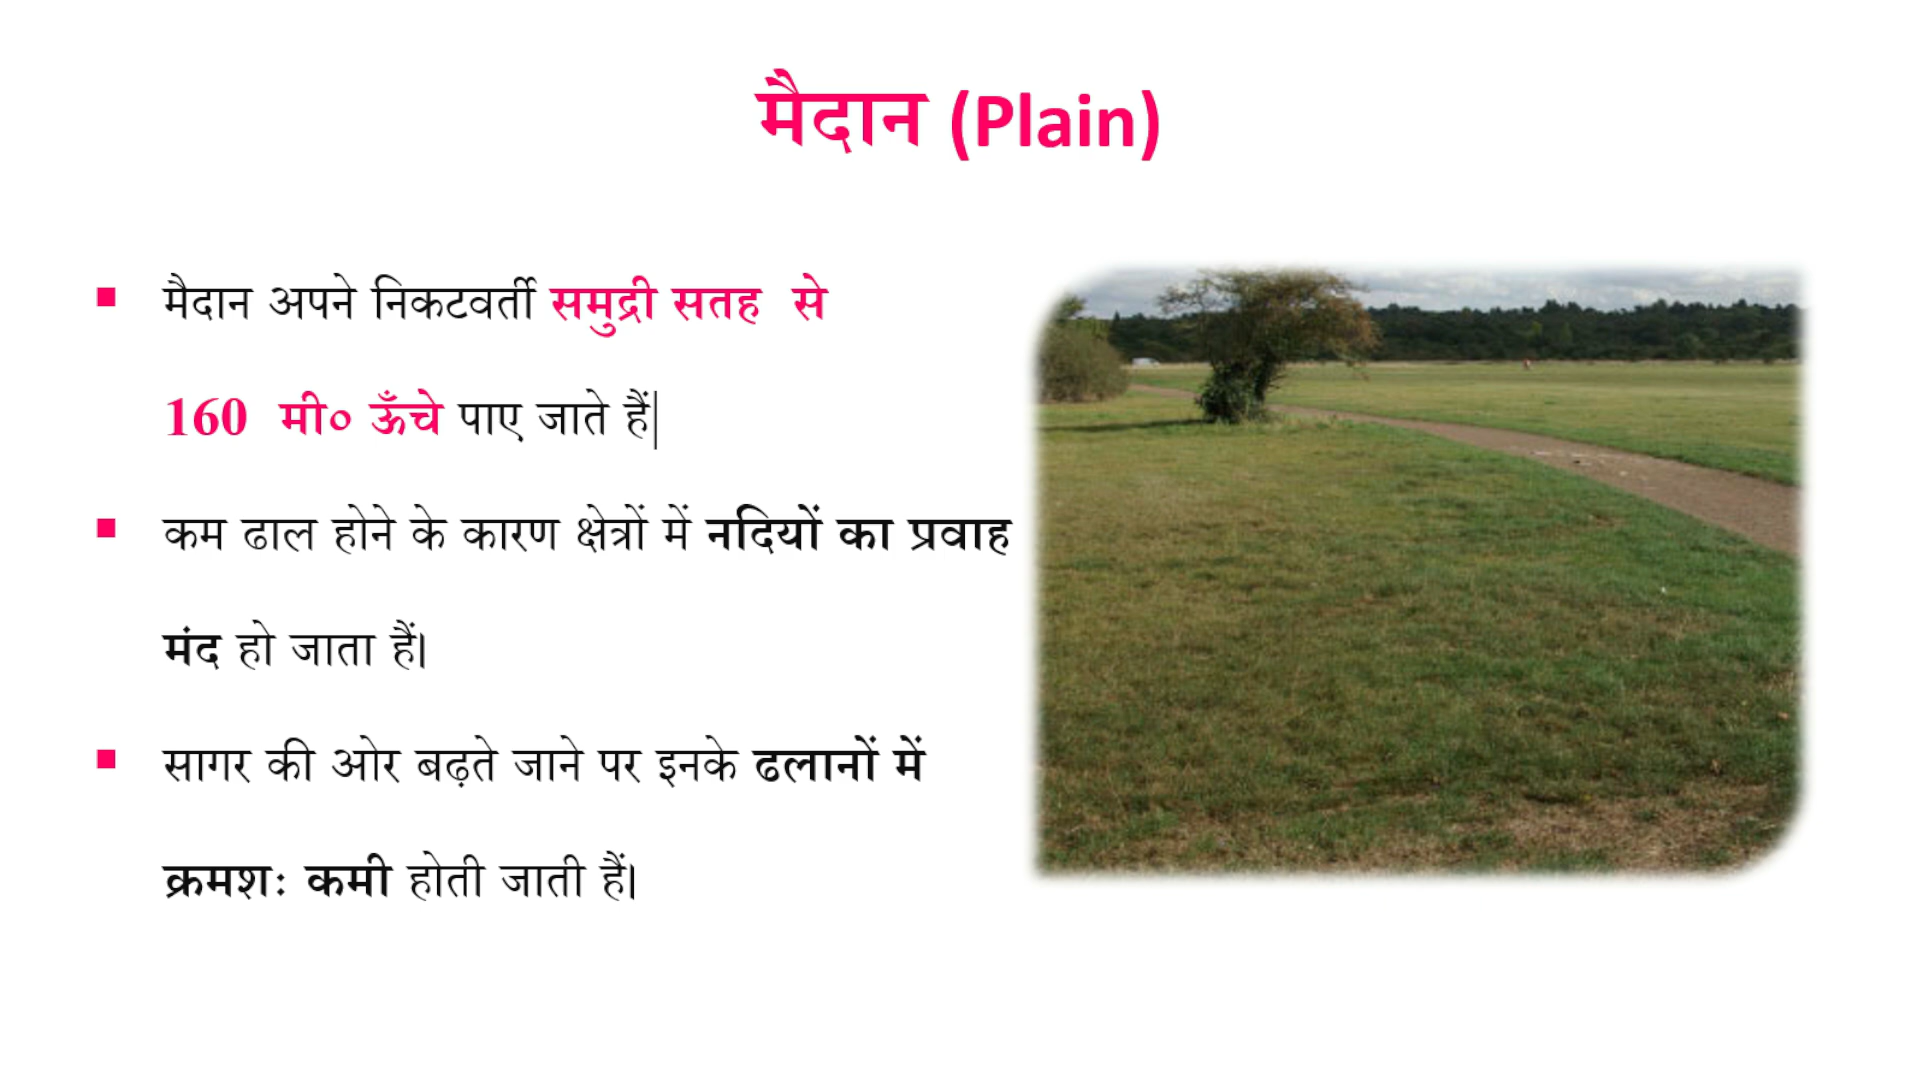 मैदान (Plain)
▪ मैदान अपने निकटवर्ती समुद्री सतह से
160 मी० ऊँचे पाए जाते हैं|
▪ कम ढाल होने के कारण क्षेत्रों में नदियों का प्रवाह
मंद हो जाता हैं।
▪ सागर की ओर बढ़ते जाने पर इनके ढलानों में
क्रमशः कमी होती जाती हैं।